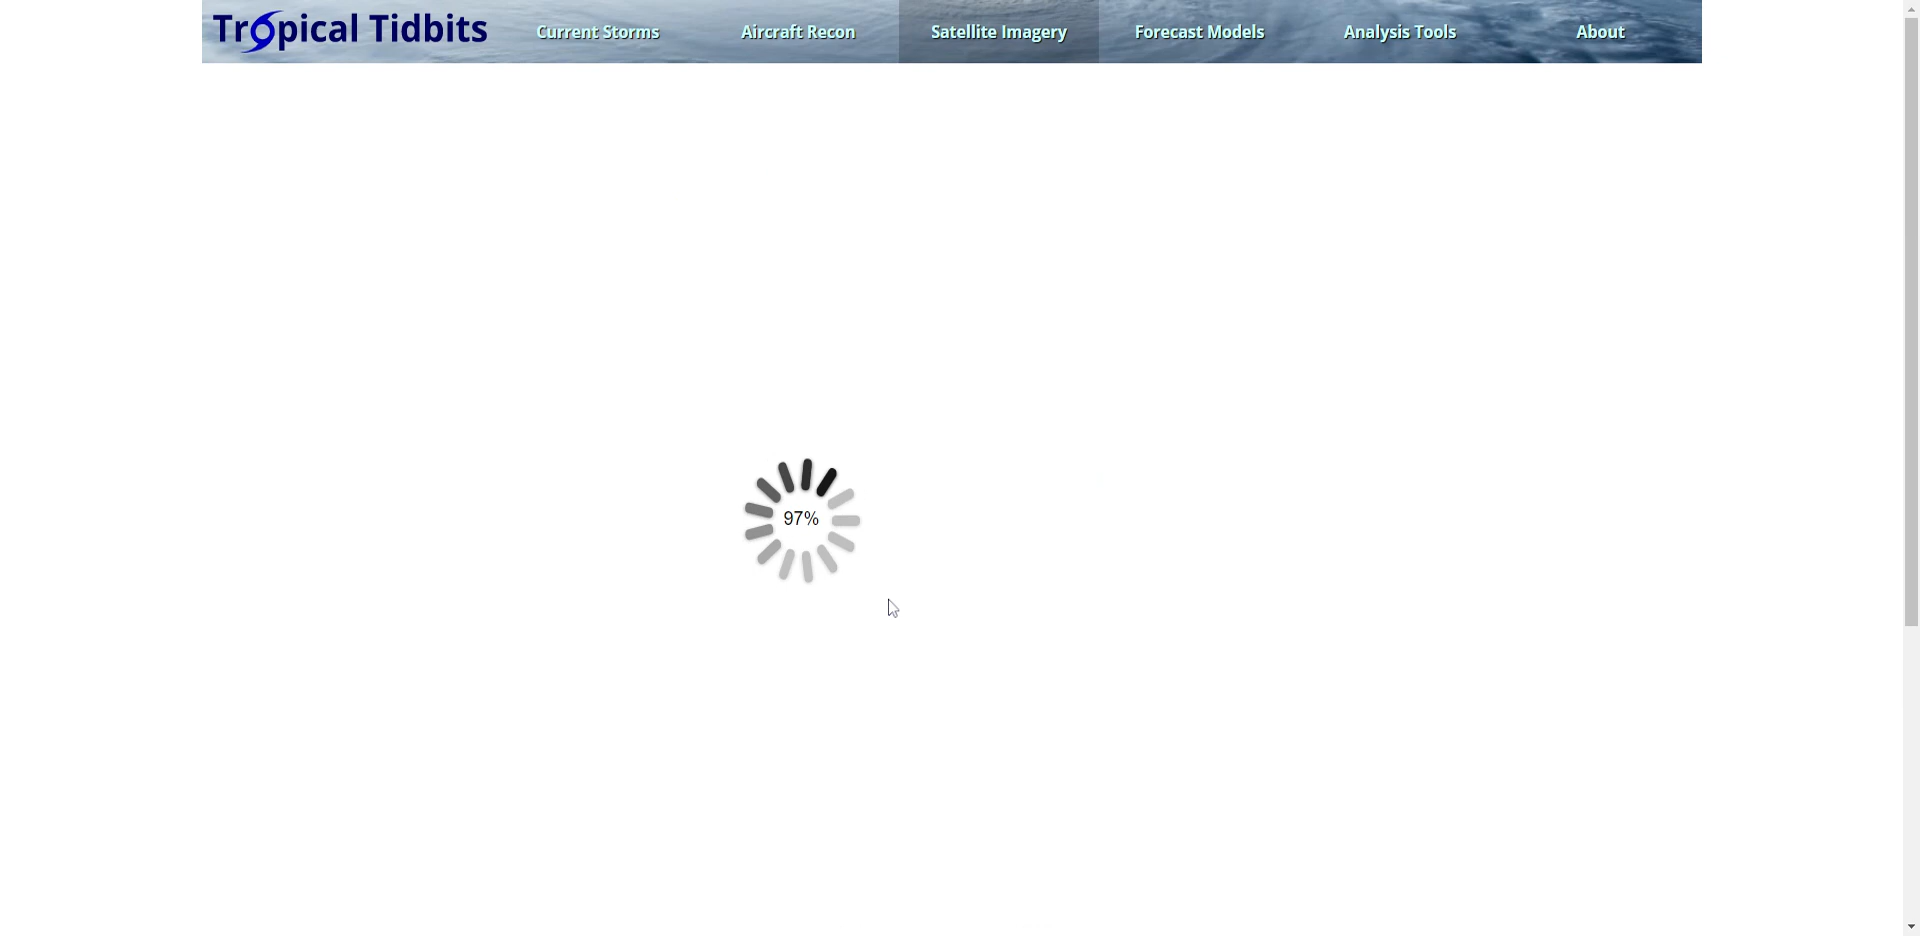 Tropical Tidbits
Current Storms
Aircraft Recon
Satellite Imagery
Forecast Models
Analysis Tools
About
97%